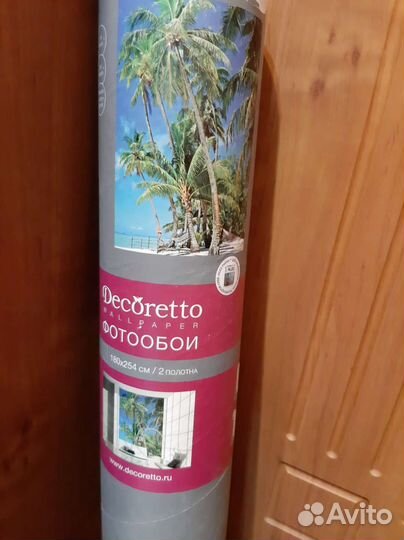 Decoretto
WALLPAPER
ФОТООБОИ
180x254 см / 2 ПОЛОТНА
www.decoretto.ru
Avito